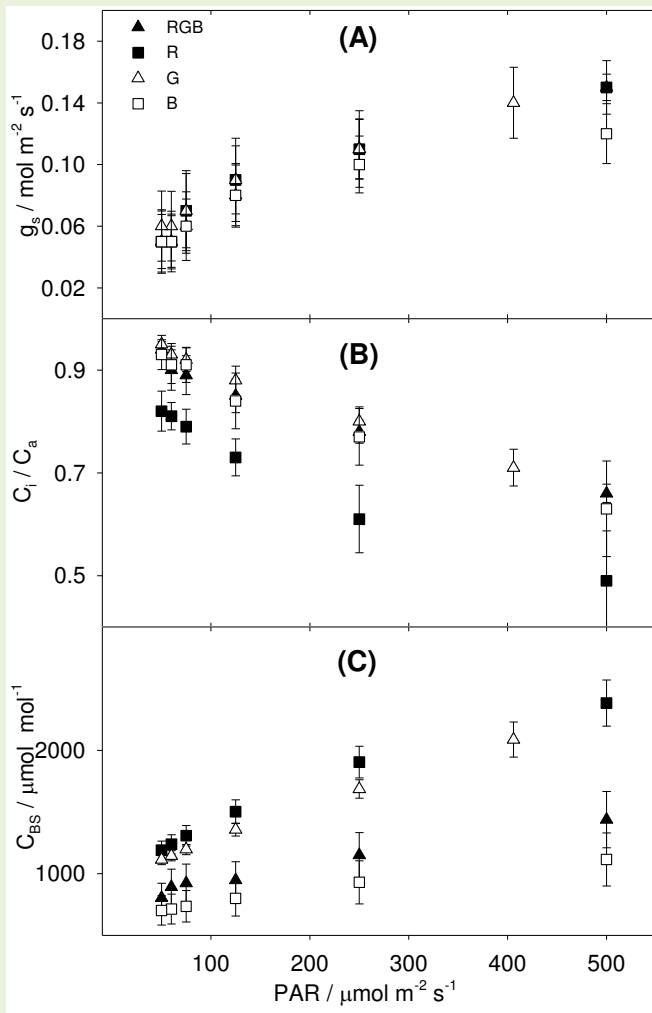 (A)
RGB
R
G
B
0.18
0.14
0.10
0.06
0.02
g_s / mol m⁻² s⁻¹
(B)
0.9
0.7
0.5
C_i / C_a
(C)
2000
1000
C_BS / μmol mol⁻¹
100 200 300 400 500
PAR / μmol m⁻² s⁻¹